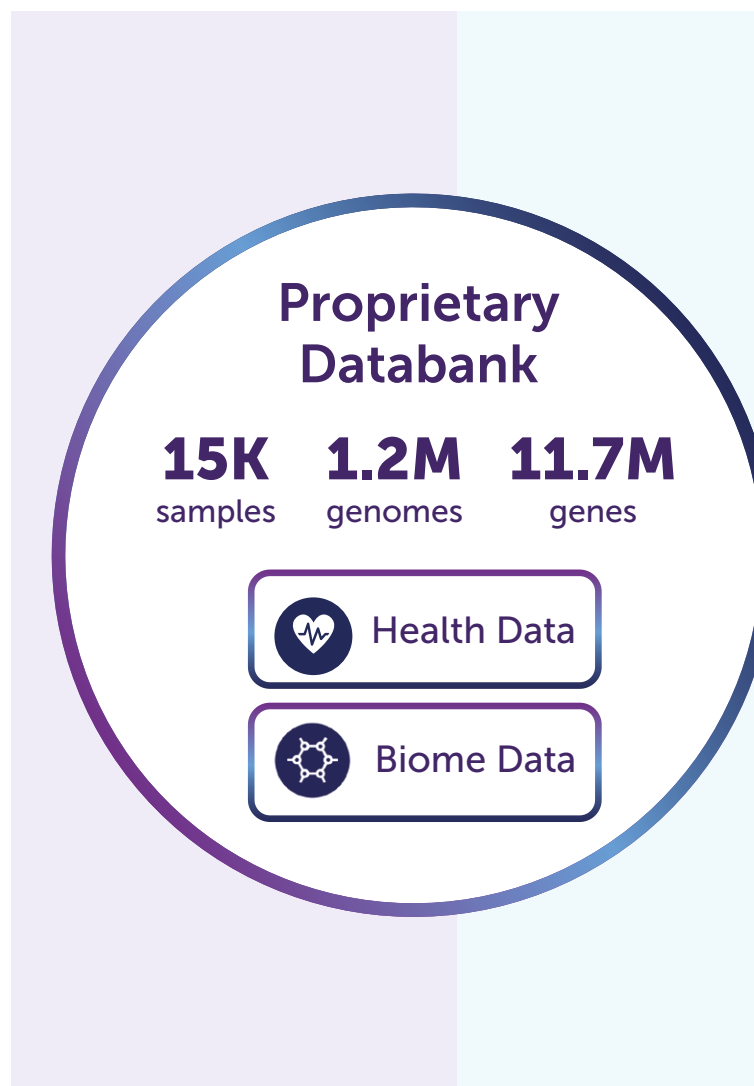 Proprietary
Databank
15K 1.2M 11.7M
samples genomes genes
Health Data
Biome Data